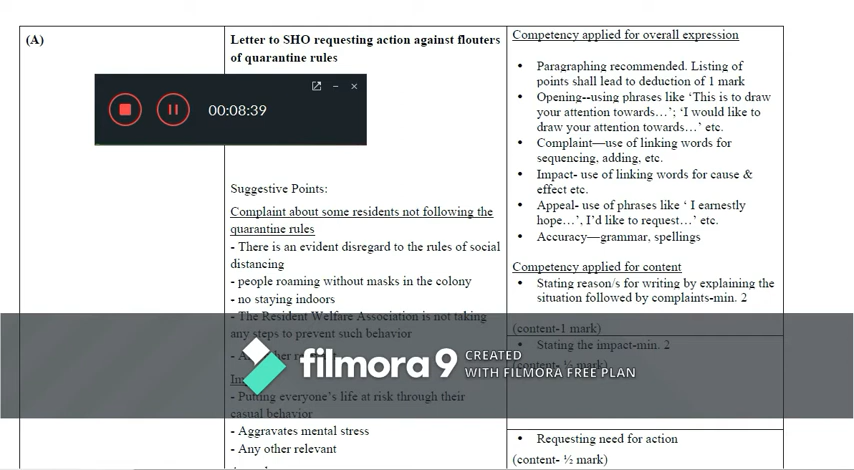 (A)
Letter to SHO requesting action against flouters
of quarantine rules
00:08:39
Suggestive Points:
Complaint about some residents not following the
quarantine rules
- There is an evident disregard to the rules of social
distancing
- people roaming without masks in the colony
- no staying indoors
- The Resident Welfare Association is not taking
any steps to prevent such behavior
- Putting everyone's life at risk through their
casual behavior
- Aggravates mental stress
- Any other relevant
Competency applied for overall expression
• Paragraphing recommended. Listing of
points shall lead to deduction of 1 mark
• Opening--using phrases like ‘This is to draw
your attention towards…’; ‘I would like to
draw your attention towards…’ etc.
• Complaint—use of linking words for
sequencing, adding, etc.
• Impact- use of linking words for cause &
effect etc.
• Appeal- use of phrases like ‘ I earnestly
hope…’, I’d like to request…’ etc.
• Accuracy—grammar, spellings
Competency applied for content
• Stating reason/s for writing by explaining the
situation followed by complaints-min. 2
(content-1 mark)
• Stating the impact-min. 2
(content- ½ mark)
• Requesting need for action
(content- ½ mark)
filmora9
CREATED
WITH FILMORA FREE PLAN